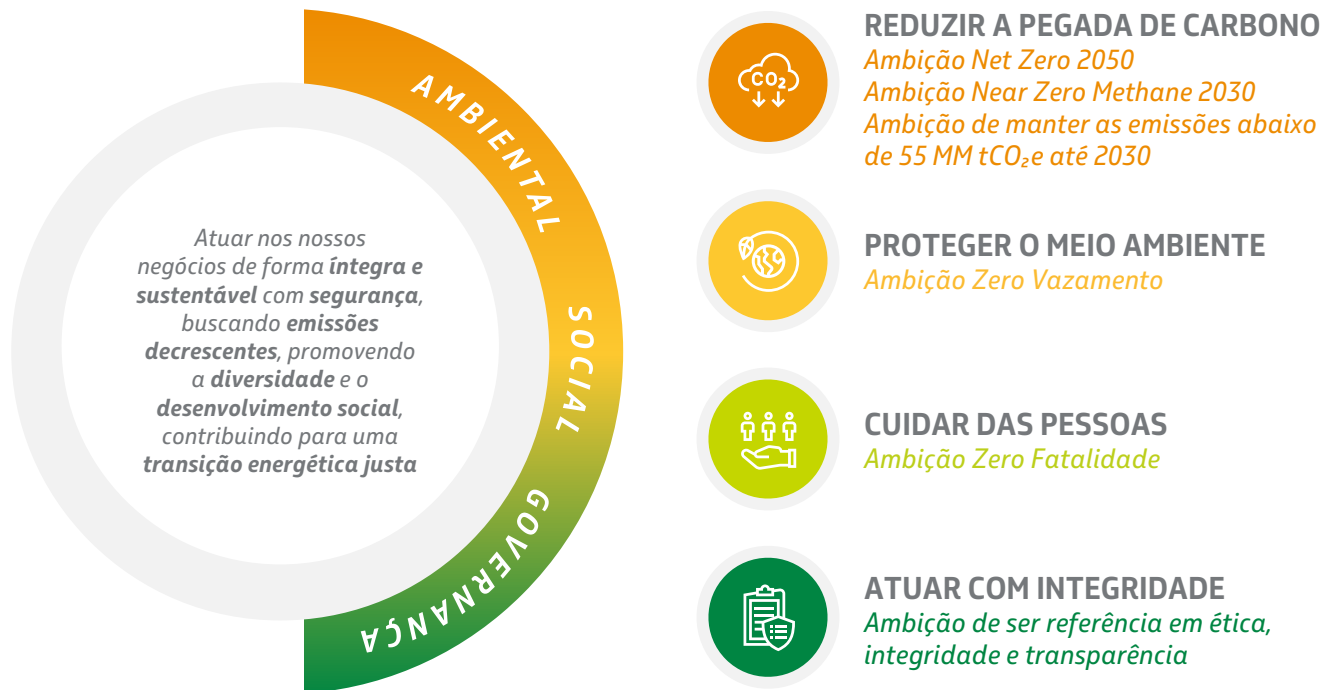 AMBIENTAL
SOCIAL
GOVERNANÇA
Atuar nos nossos
negócios de forma íntegra e
sustentável com segurança,
buscando emissões
decrescentes, promovendo
a diversidade e o
desenvolvimento social,
contribuindo para uma
transição energética justa
CO₂
REDUZIR A PEGADA DE CARBONO
Ambição Net Zero 2050
Ambição Near Zero Methane 2030
Ambição de manter as emissões abaixo
de 55 MM tCO₂e até 2030
PROTEGER O MEIO AMBIENTE
Ambição Zero Vazamento
CUIDAR DAS PESSOAS
Ambição Zero Fatalidade
ATUAR COM INTEGRIDADE
Ambição de ser referência em ética,
integridade e transparência